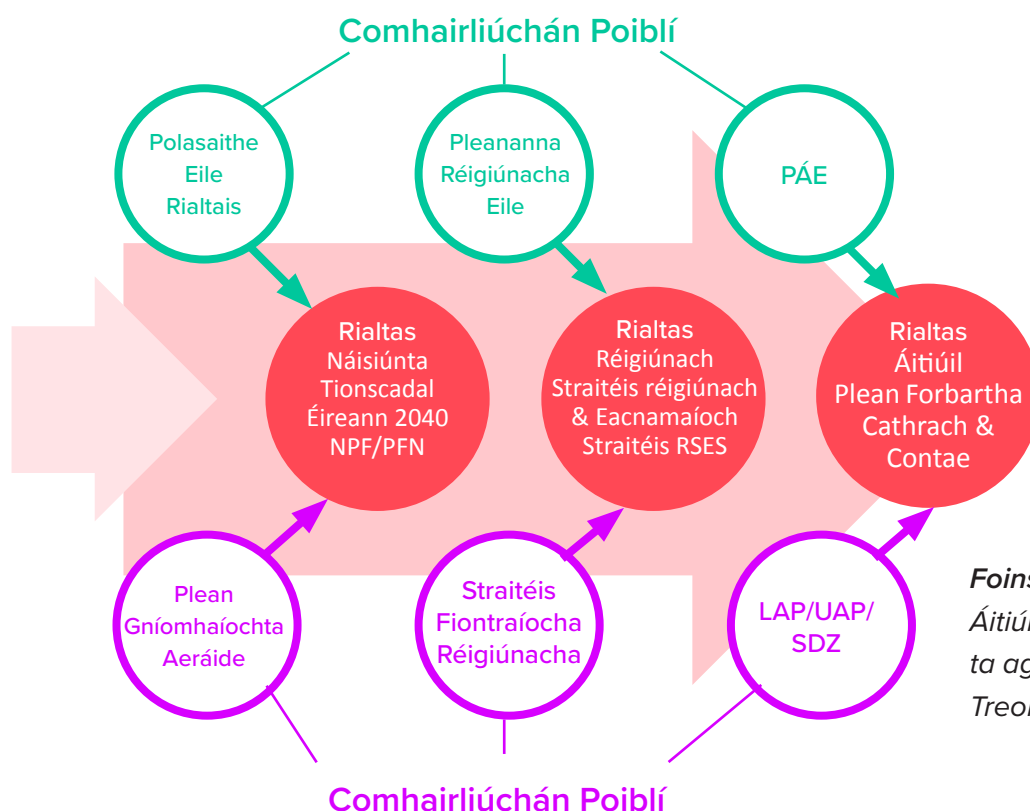 Comhairliúchán Poiblí
Polasaithe
Eile
Rialtais
Pleananna
Réigiúnacha
Eile
PÁE
Rialtas
Náisiúnta
Tionscadal
Éireann 2040
NPF/PFN
Rialtas
Réigiúnach
Straitéis réigiúnach
& Eacnamaíoch
Straitéis RSES
Rialtas
Áitiúil
Plean Forbartha
Cathrach &
Contae
Plean
Gníomhaíochta
Aeráide
Straitéis
Fiontraíocha
Réigiúnacha
LAP/UAP/
SDZ
Comhairliúchán Poiblí